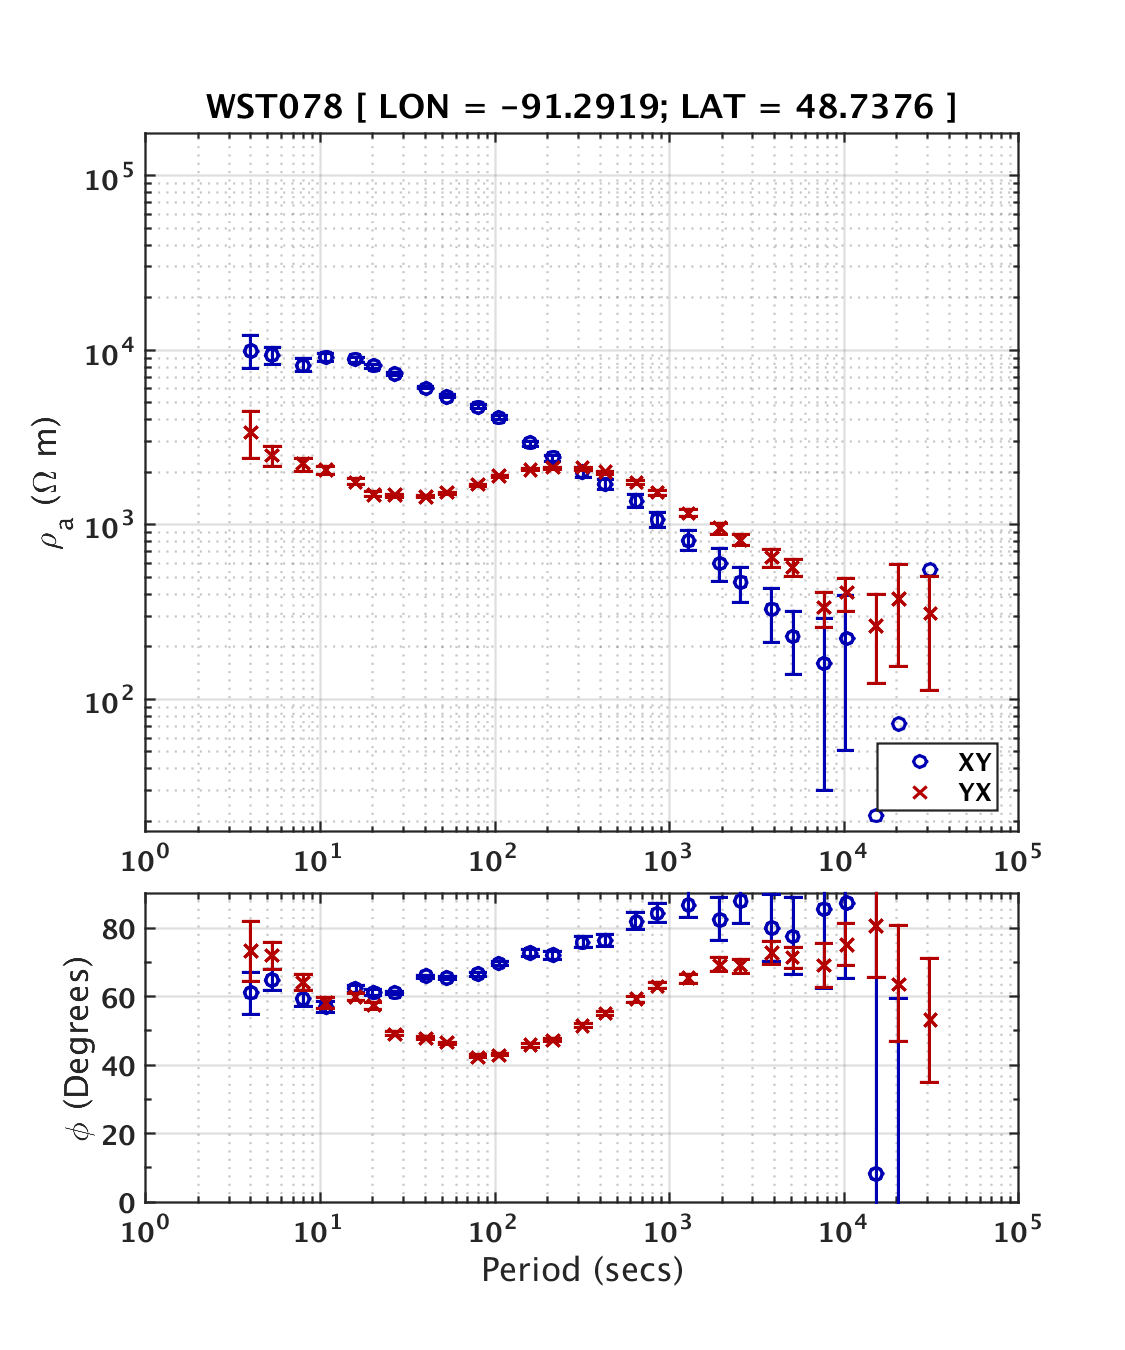 WST078 [ LON = -91.2919; LAT = 48.7376 ]
10^5
10^4
10^3
10^2
ρ_a (Ω m)
XY
YX
10^0 10^1 10^2 10^3 10^4 10^5
80
60
40
20
0
ϕ (Degrees)
10^0 10^1 10^2 10^3 10^4 10^5
Period (secs)